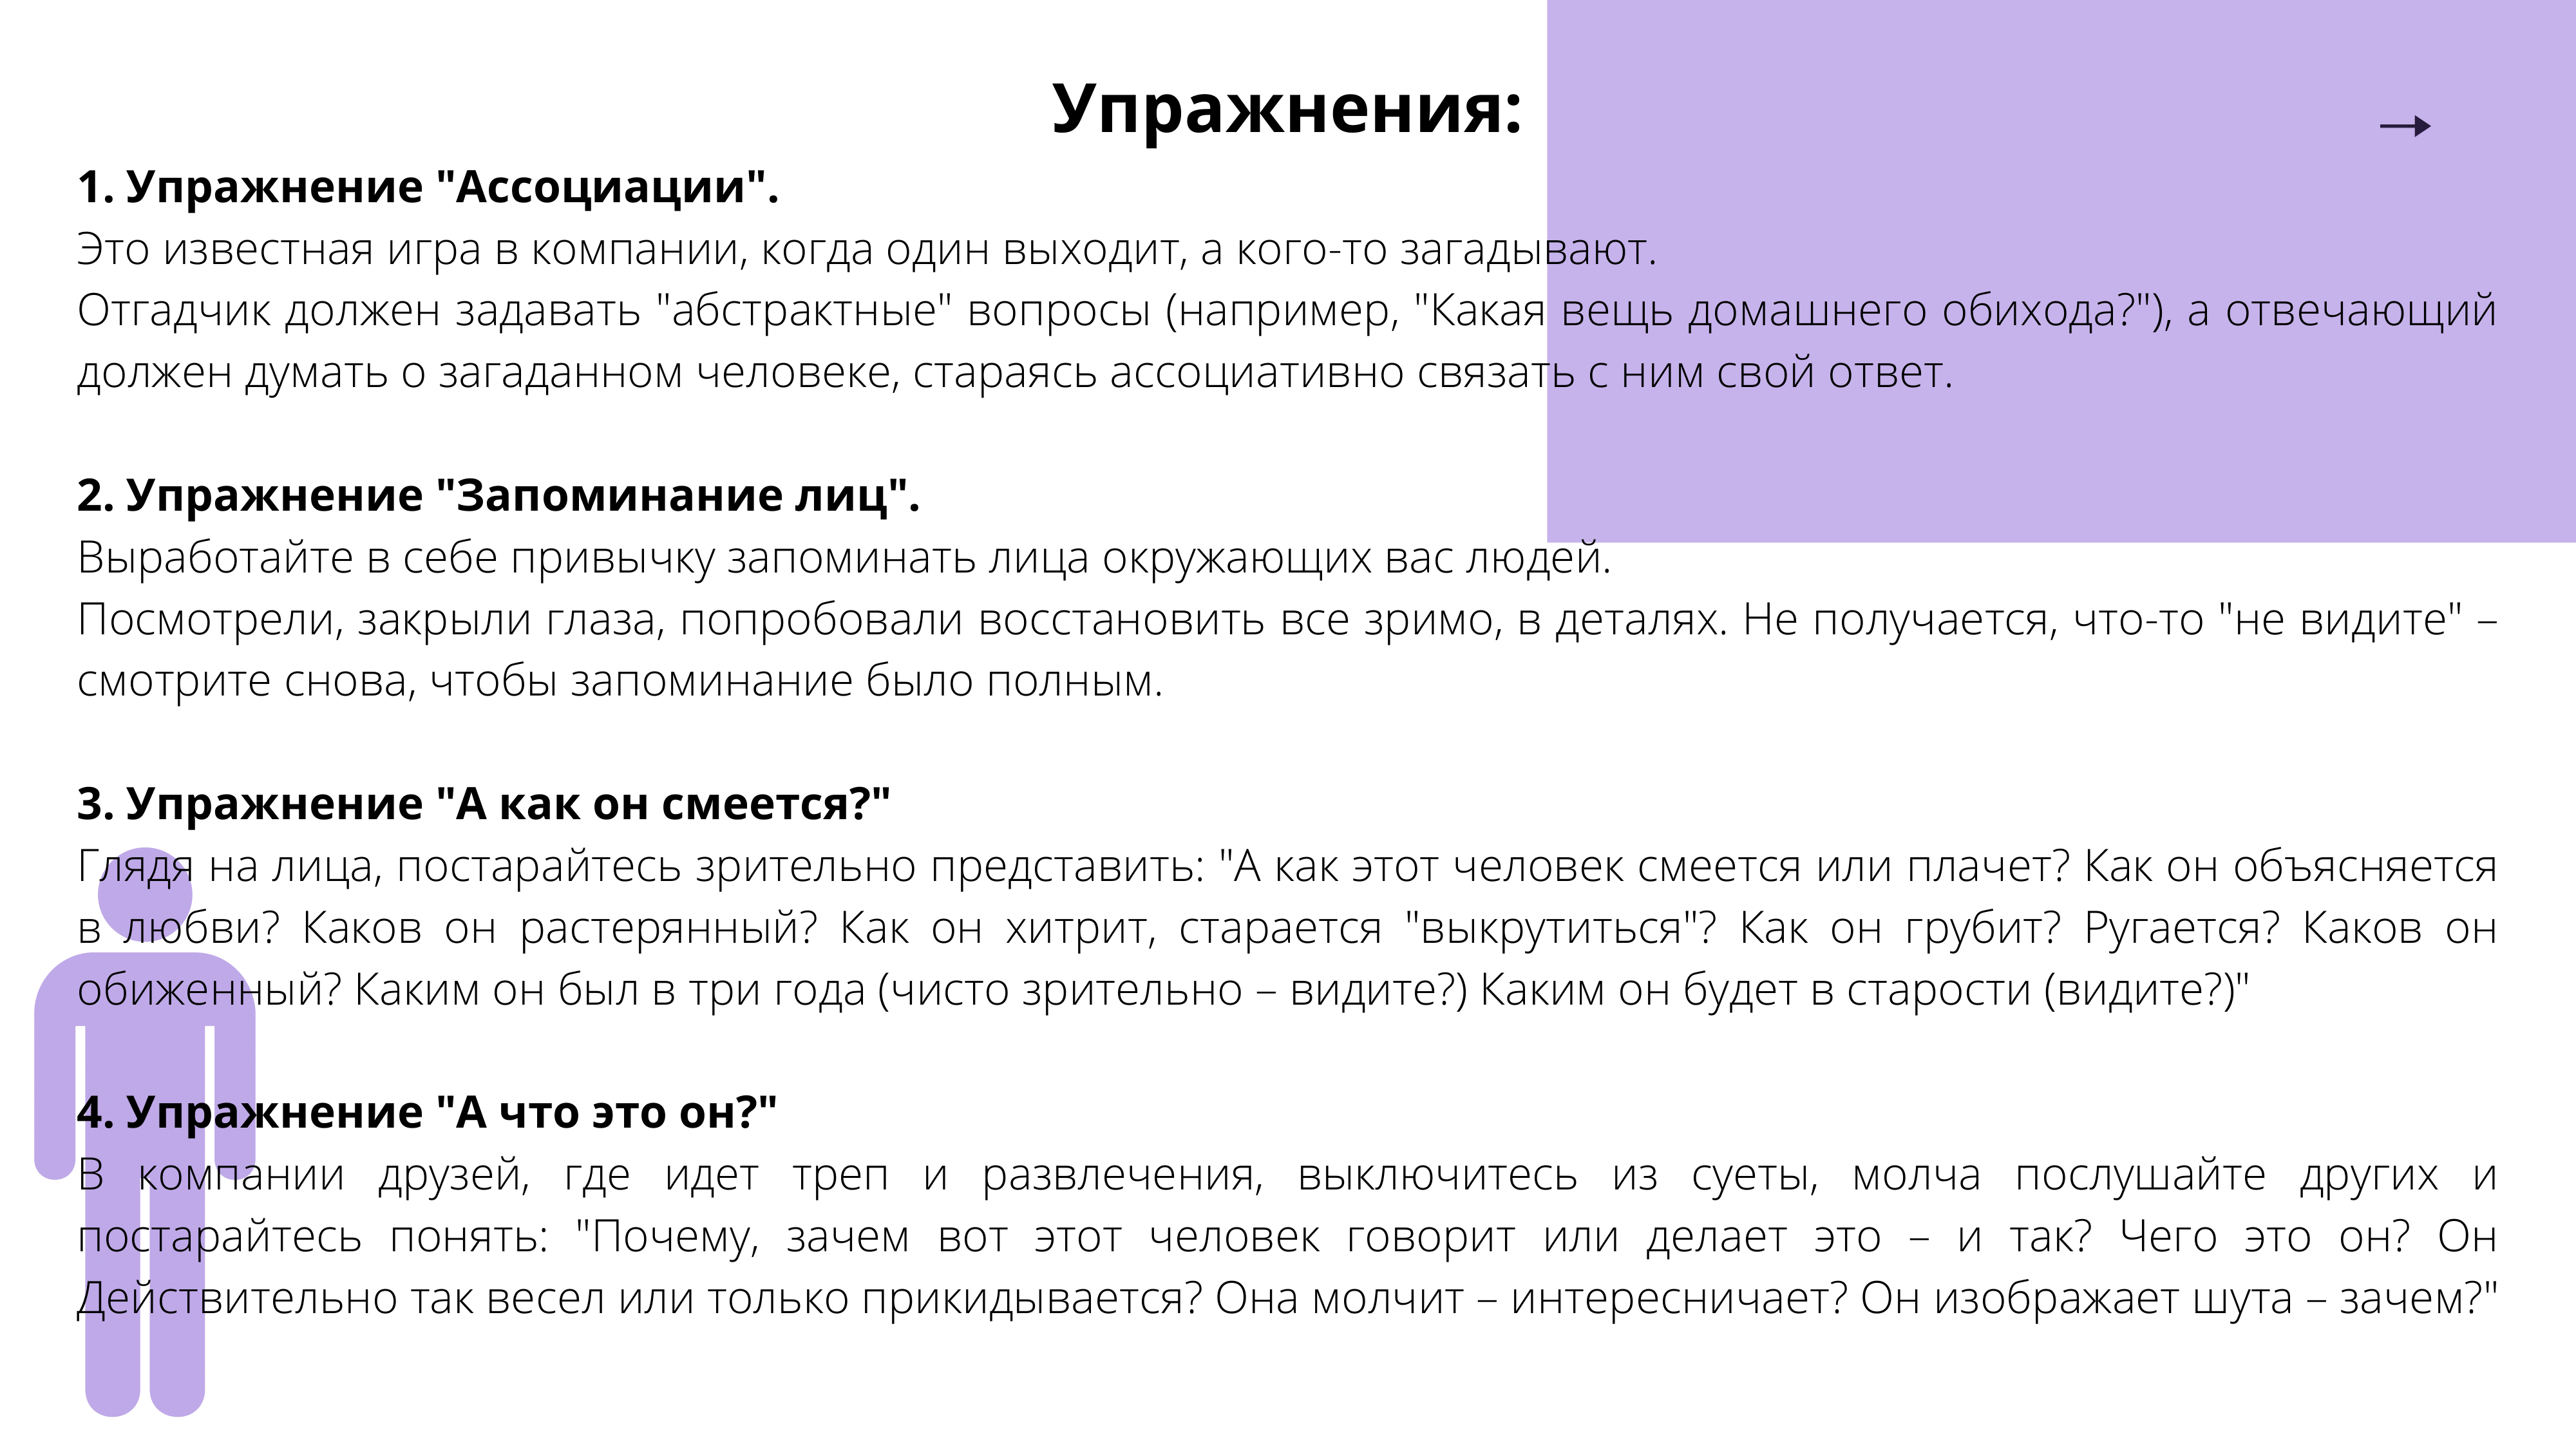 Упражнения:
1. Упражнение "Ассоциации".
Это известная игра в компании, когда один выходит, а кого-то загадывают.
Отгадчик должен задавать "абстрактные" вопросы (например, "Какая вещь домашнего обихода?"), а отвечающий
должен думать о загаданном человеке, стараясь ассоциативно связать с ним свой ответ.
2. Упражнение "Запоминание лиц".
Выработайте в себе привычку запоминать лица окружающих вас людей.
Посмотрели, закрыли глаза, попробовали восстановить все зримо, в деталях. Не получается, что-то "не видите" –
смотрите снова, чтобы запоминание было полным.
3. Упражнение "А как он смеется?"
Глядя на лица, постарайтесь зрительно представить: "А как этот человек смеется или плачет? Как он объясняется
в любви? Каков он растерянный? Как он хитрит, старается "выкрутиться"? Как он грубит? Ругается? Каков он
обиженный? Каким он был в три года (чисто зрительно – видите?) Каким он будет в старости (видите?)"
4. Упражнение "А что это он?"
В компании друзей, где идет треп и развлечения, выключитесь из суеты, молча послушайте других и
постарайтесь понять: "Почему, зачем вот этот человек говорит или делает это – и так? Чего это он? Он
Действительно так весел или только прикидывается? Она молчит – интересничает? Он изображает шута – зачем?"